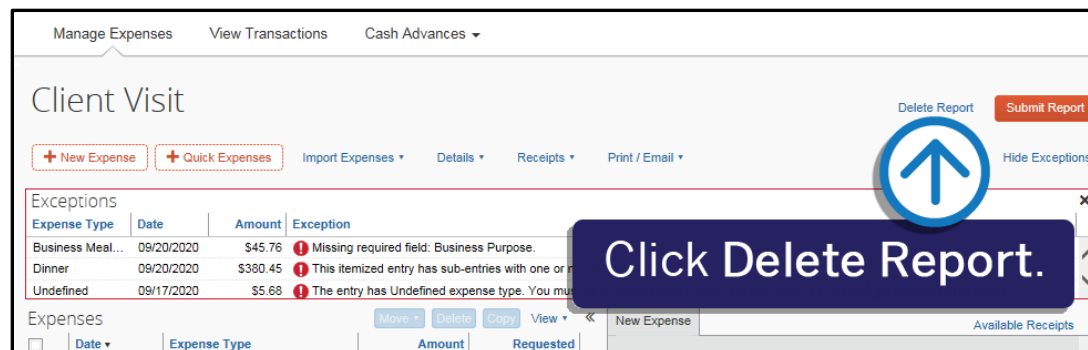 Manage Expenses View Transactions Cash Advances
Client Visit
Delete Report Submit Report
New Expense Quick Expenses Import Expenses Details Receipts Print / Email Hide Exceptions
Exceptions
Expense Type Date Amount Exception
Business Meal... 09/20/2020 $45.76 Missing required field: Business Purpose.
Dinner 09/20/2020 $380.45 This itemized entry has sub-entries with one or
Undefined 09/17/2020 $5.68 The entry has Undefined expense type. You
Click Delete Report.
Expenses Move Delete Copy View New Expense Available Receipts
Date Expense Type Amount Requested